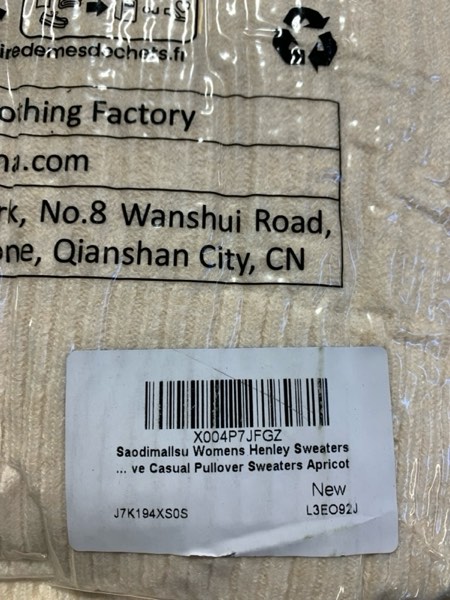 iredemesdechets.fr
othing Factory
na.com
rk, No.8 Wanshui Road,
one, Qianshan City, CN
X004P7JFGZ
Saodimallsu Womens Henley Sweaters
... ve Casual Pullover Sweaters Apricot
New
J7K194XS0S L3EO92J